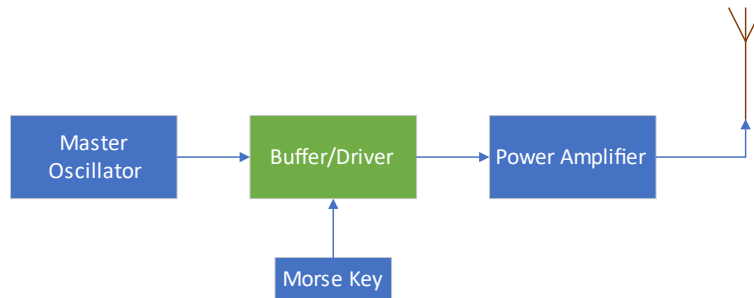 Master
Oscillator
Buffer/Driver
Power Amplifier
Morse Key